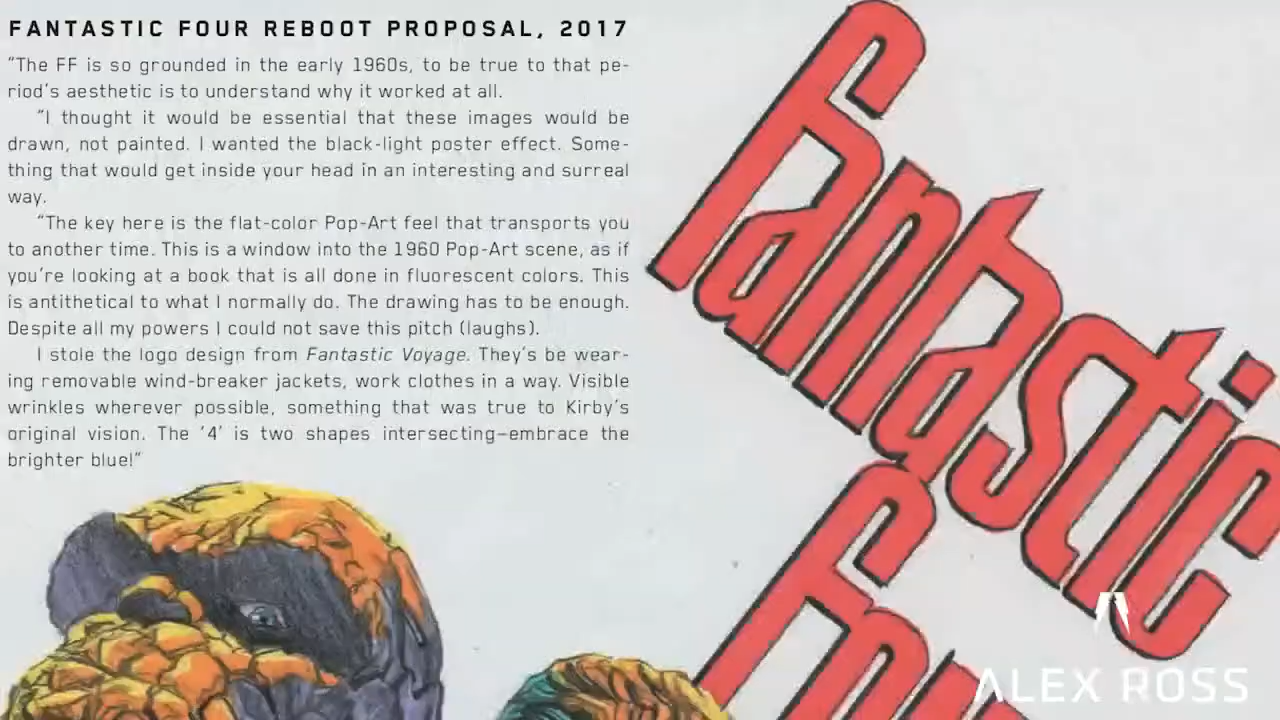 FANTASTIC FOUR REBOOT PROPOSAL, 2017
“The FF is so grounded in the early 1960s, to be true to that pe-
riod’s aesthetic is to understand why it worked at all.
“I thought it would be essential that these images would be
drawn, not painted. I wanted the black-light poster effect. Some-
thing that would get inside your head in an interesting and surreal
way.
“The key here is the flat-color Pop-Art feel that transports you
to another time. This is a window into the 1960 Pop-Art scene, as if
you’re looking at a book that is all done in fluorescent colors. This
is antithetical to what I normally do. The drawing has to be enough.
Despite all my powers I could not save this pitch (laughs).
I stole the logo design from Fantastic Voyage. They’s be wear-
ing removable wind-breaker jackets, work clothes in a way. Visible
wrinkles wherever possible, something that was true to Kirby’s
original vision. The ‘4’ is two shapes intersecting—embrace the
brighter blue!”
Fantastic
ALEX ROSS